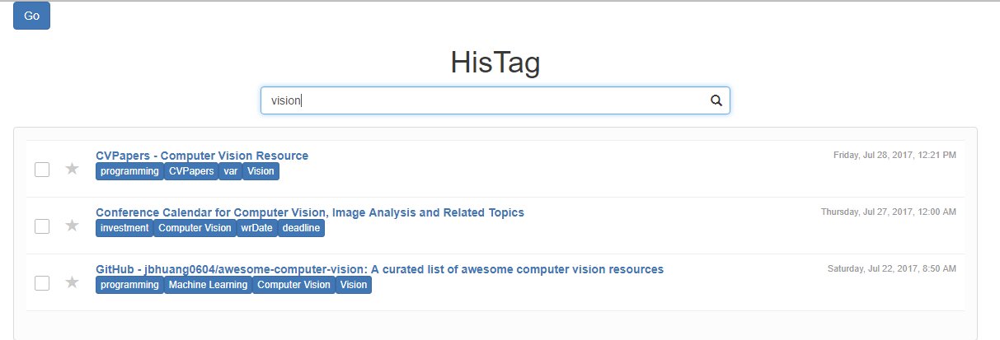 Go
HisTag
vision
CVPapers - Computer Vision Resource
Friday, Jul 28, 2017, 12:21 PM
programming CVPapers var Vision
Conference Calendar for Computer Vision, Image Analysis and Related Topics
Thursday, Jul 27, 2017, 12:00 AM
investment Computer Vision wrDate deadline
GitHub - jbhuang0604/awesome-computer-vision: A curated list of awesome computer vision resources
Saturday, Jul 22, 2017, 8:50 AM
programming Machine Learning Computer Vision Vision